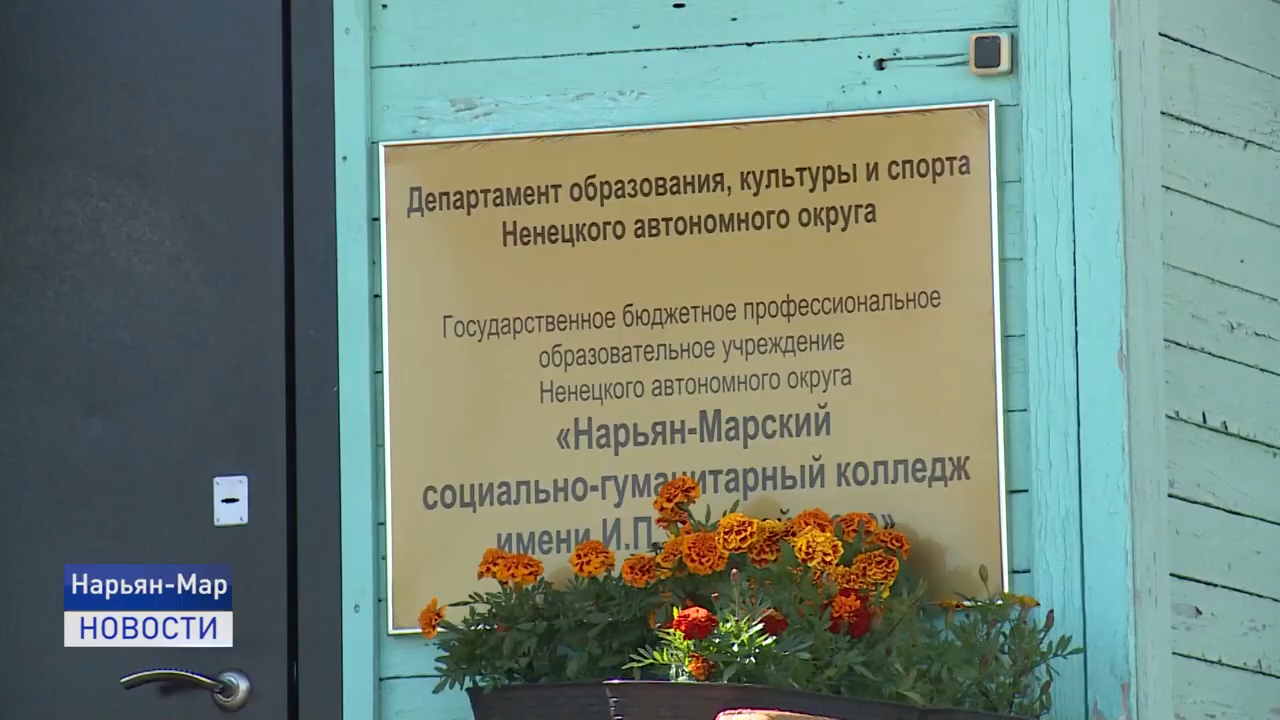 Департамент образования, культуры и спорта
Ненецкого автономного округа
Государственное бюджетное профессиональное
образовательное учреждение
Ненецкого автономного округа
«Нарьян-Марский
социально-гуманитарный колледж
имени И.П.
Нарьян-Мар
НОВОСТИ